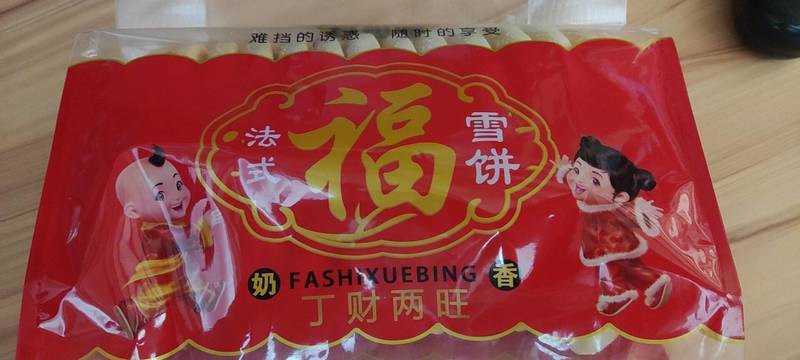 难挡的诱惑 随时的享受
法式 福 雪饼
奶 FASHIXUEBING 香
丁财两旺